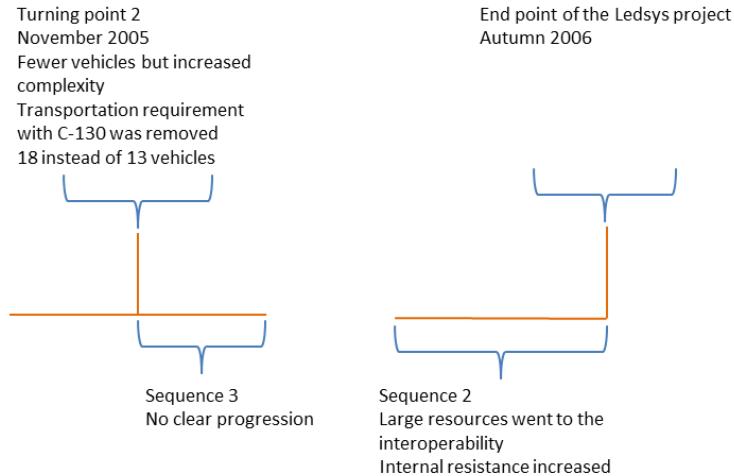 Turning point 2
November 2005
Fewer vehicles but increased
complexity
Transportation requirement
with C-130 was removed
18 instead of 13 vehicles
End point of the Ledsys project
Autumn 2006
Sequence 3
No clear progression
Sequence 2
Large resources went to the
interoperability
Internal resistance increased